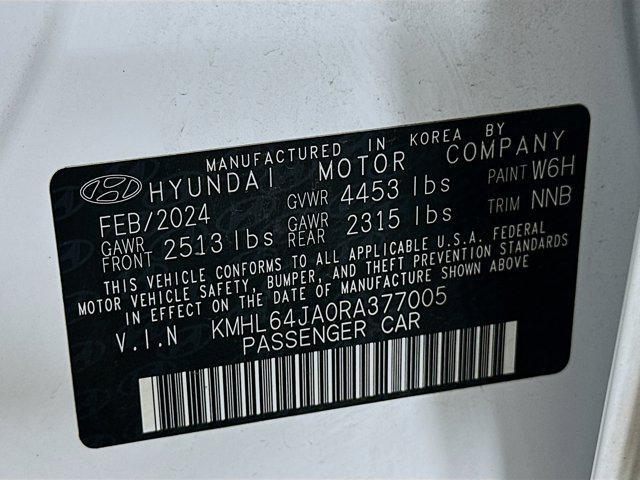 MANUFACTURED IN KOREA BY
HYUNDAI MOTOR COMPANY
FEB/2024 GVWR 4453 lbs PAINT W6H
GAWR FRONT 2513 lbs GAWR REAR 2315 lbs TRIM NNB
THIS VEHICLE CONFORMS TO ALL APPLICABLE U.S.A. FEDERAL
MOTOR VEHICLE SAFETY, BUMPER, AND THEFT PREVENTION STANDARDS
IN EFFECT ON THE DATE OF MANUFACTURE SHOWN ABOVE
V.I.N KMHL64JA0RA377005
PASSENGER CAR